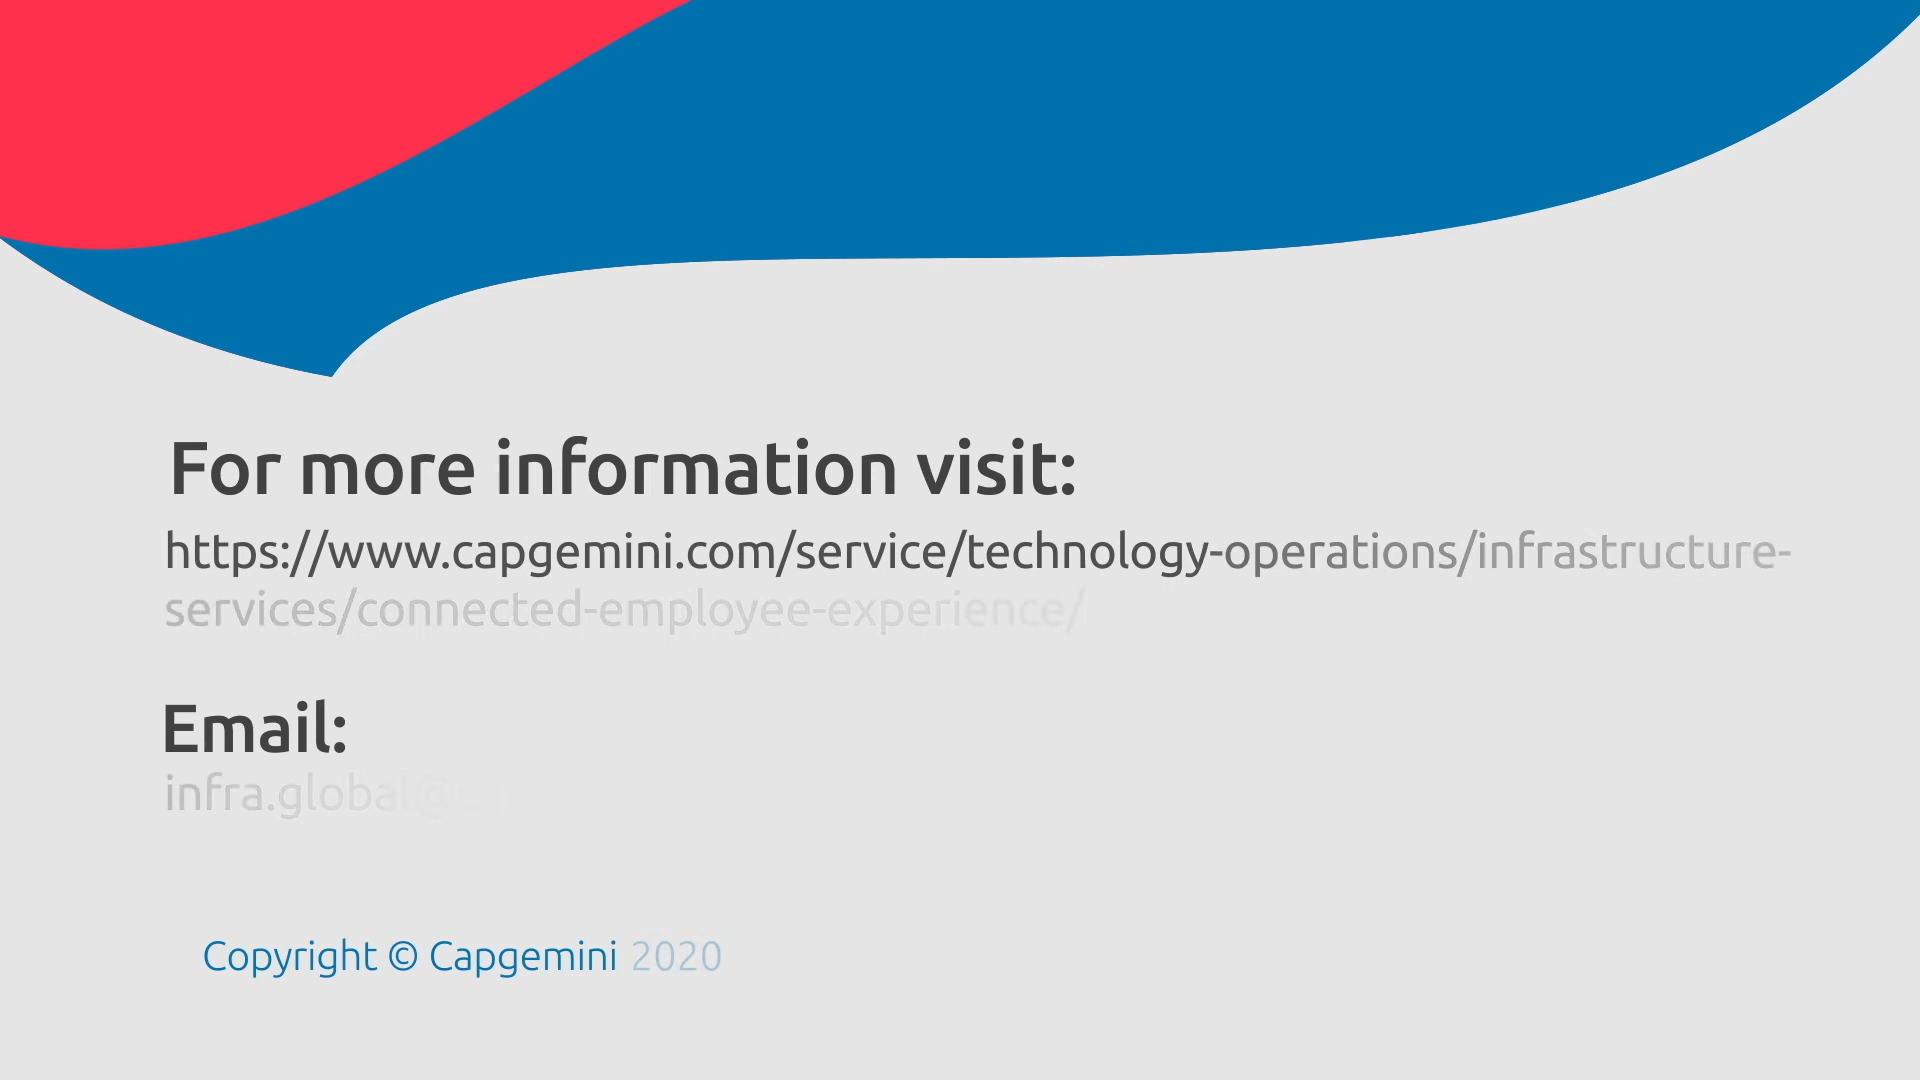 For more information visit:
https://www.capgemini.com/service/technology-operations/infrastructure-
services/connected-employee-experience/
Email:
infra.global@
Copyright © Capgemini 2020